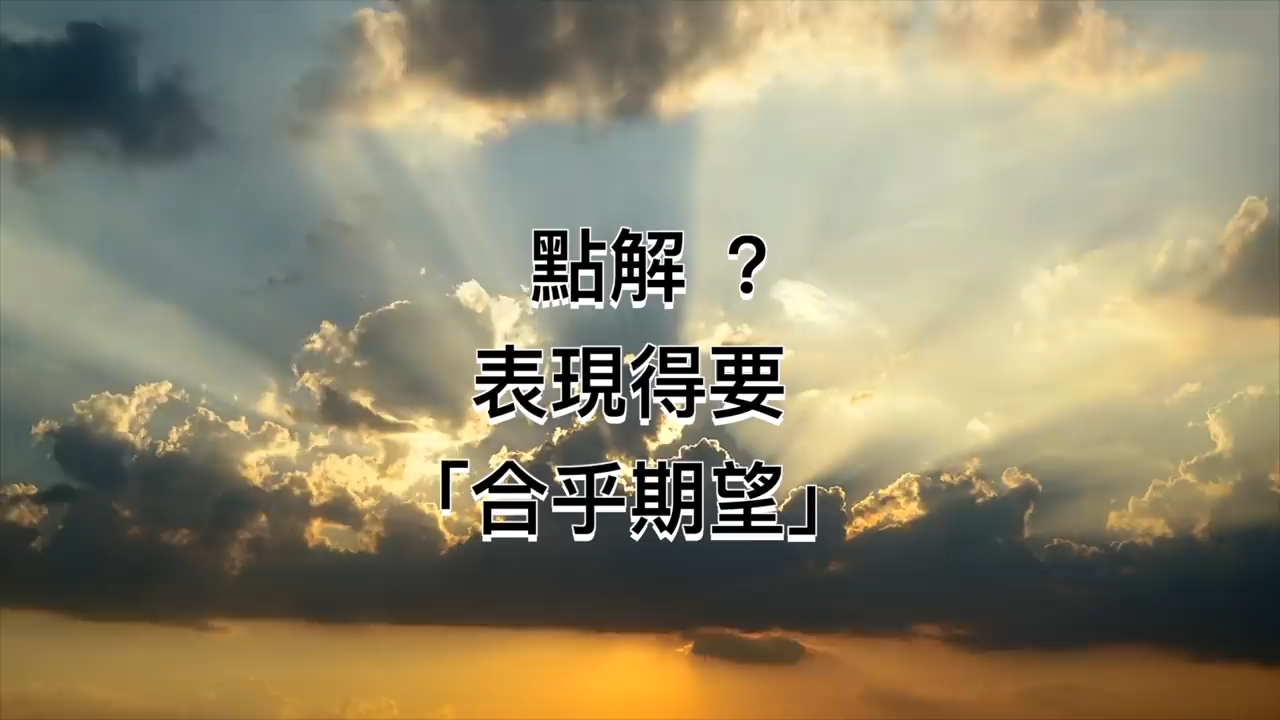 點解 ？
表現得要
「合乎期望」